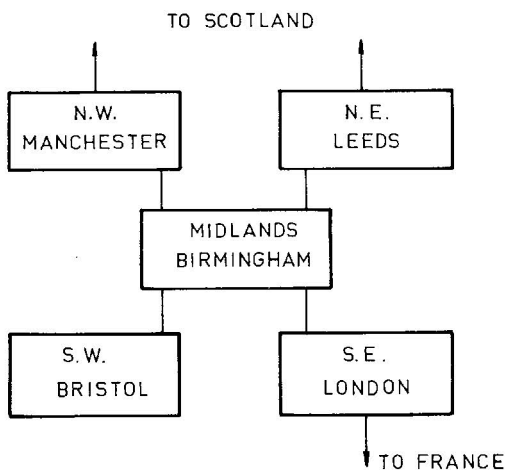 TO SCOTLAND
N.W.
MANCHESTER
N.E.
LEEDS
MIDLANDS
BIRMINGHAM
S.W.
BRISTOL
S.E.
LONDON
TO FRANCE